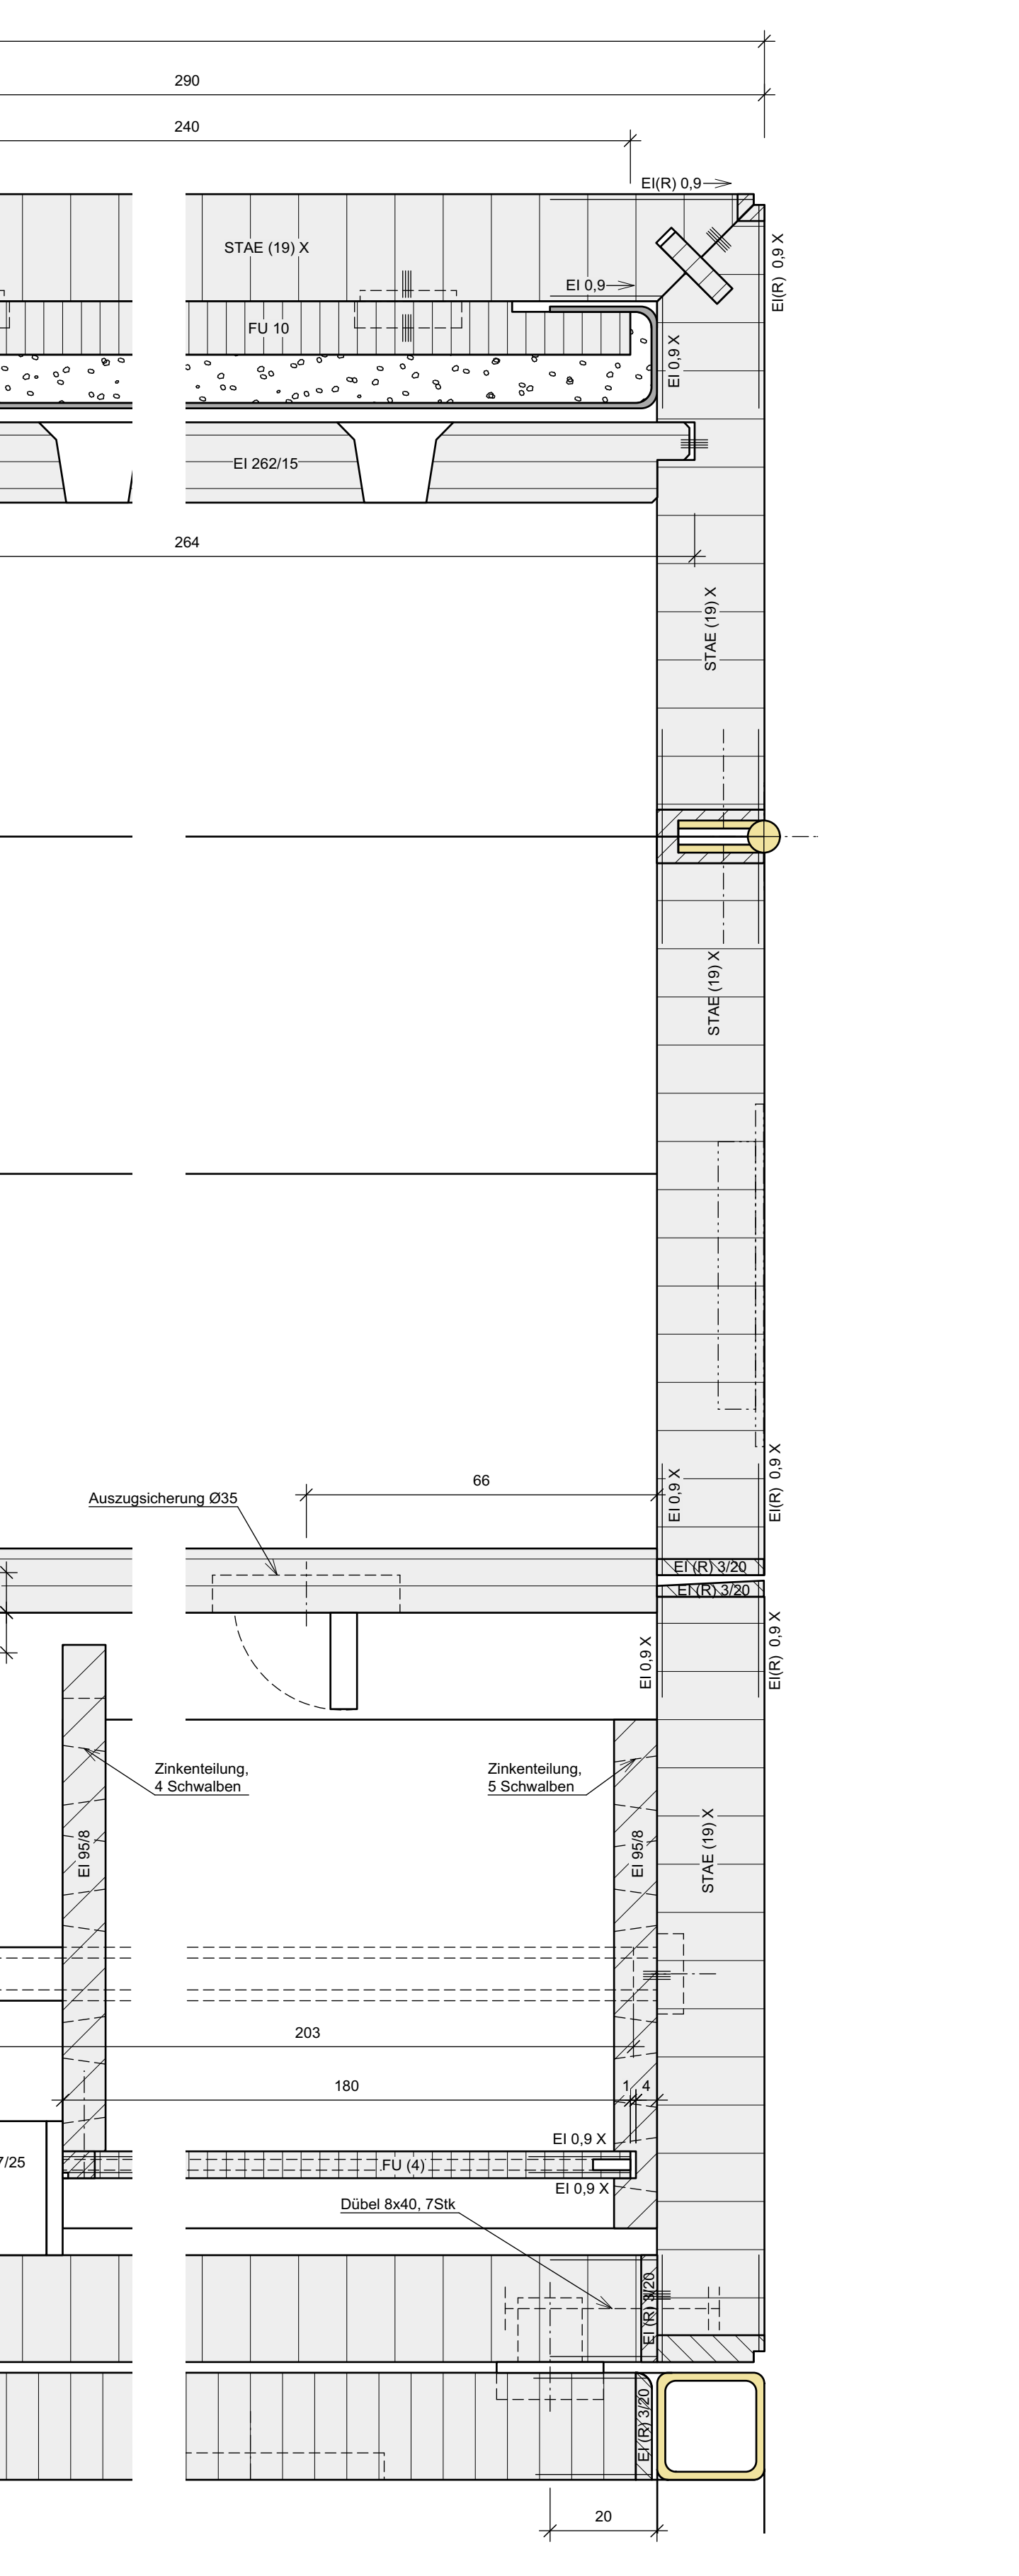 290
240
EI(R) 0,9
STAE (19) X
EI(R) 0,9 X
EI 0,9
FU 10
EI 0,9 X
EI 262/15
264
STAE (19) X
STAE (19) X
EI(R) 0,9 X
66
EI 0,9 X
Auszugsicherung Ø35
EI (R) 3/20
EI (R) 3/20
EI 0,9 X
EI(R) 0,9 X
Zinkenteilung,
4 Schwalben
Zinkenteilung,
5 Schwalben
EI 95/8
EI 95/8
STAE (19) X
203
180
1
4
EI 0,9 X
7/25
FU (4)
EI 0,9 X
Dübel 8x40, 7Stk
EI (R) 3/20
EI (R) 3/20
20